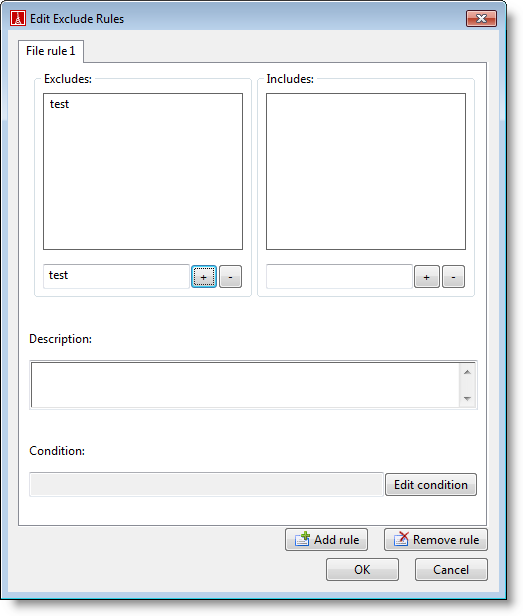 Edit Exclude Rules
File rule 1
Excludes:
Includes:
test
test
+
-
+
-
Description:
Condition:
Edit condition
Add rule
Remove rule
OK
Cancel